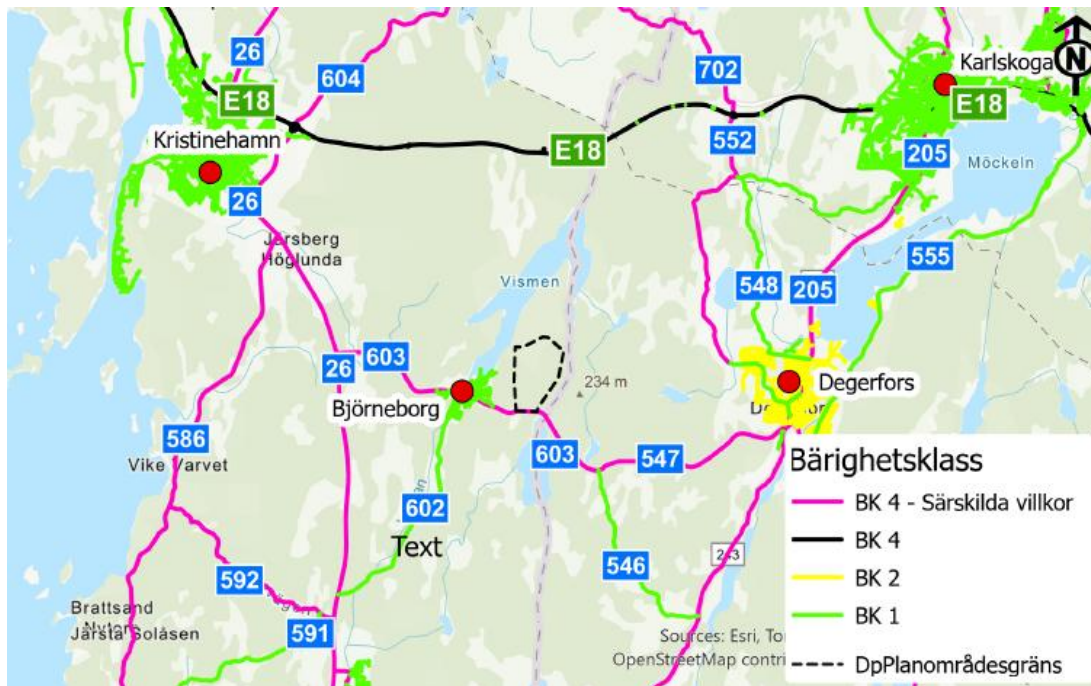 26
604
702
Karlskoga
N
E18
E18
Kristinehamn
552
E18
205
Möckeln
26
Jersberg
Höglunda
555
Vismen
548
205
603
26
234 m
Björneborg
Degerfors
586
603
547
Bärighetsklass
Vike Varvet
BK 4 - Särskilda villkor
602
Text
243
BK 4
546
592
BK 2
Brattsand
Järsta Solåsen
591
BK 1
Sources: Esri,
OpenStreetMap
DpPlanområdesgräns